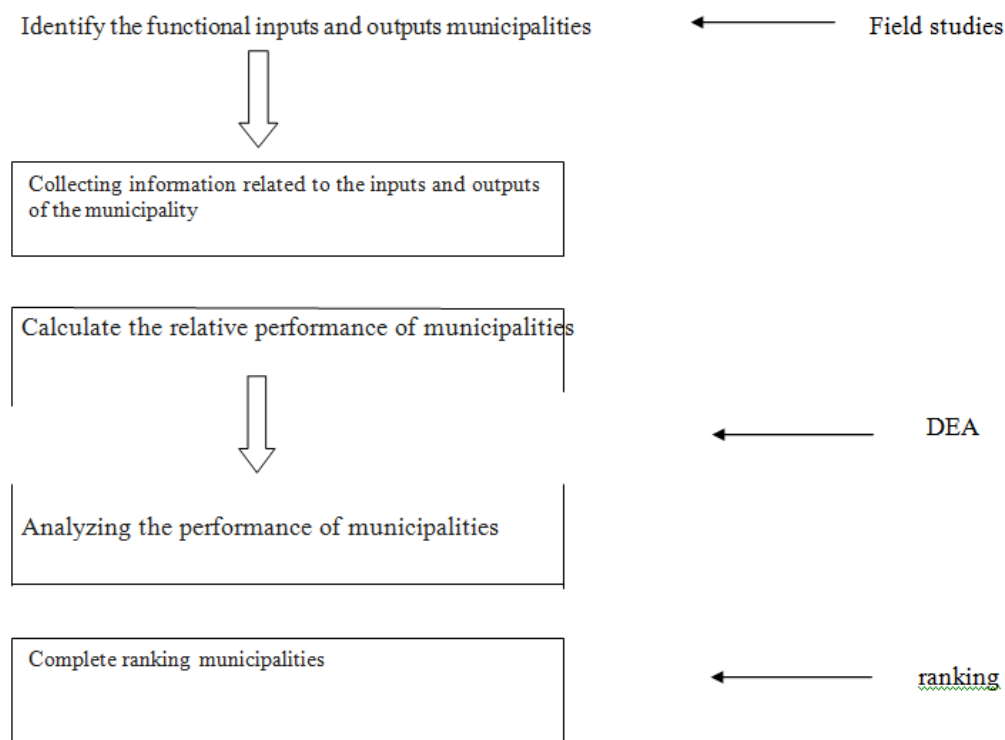 Identify the functional inputs and outputs municipalities
Field studies
Collecting information related to the inputs and outputs
of the municipality
Calculate the relative performance of municipalities
DEA
Analyzing the performance of municipalities
Complete ranking municipalities
ranking